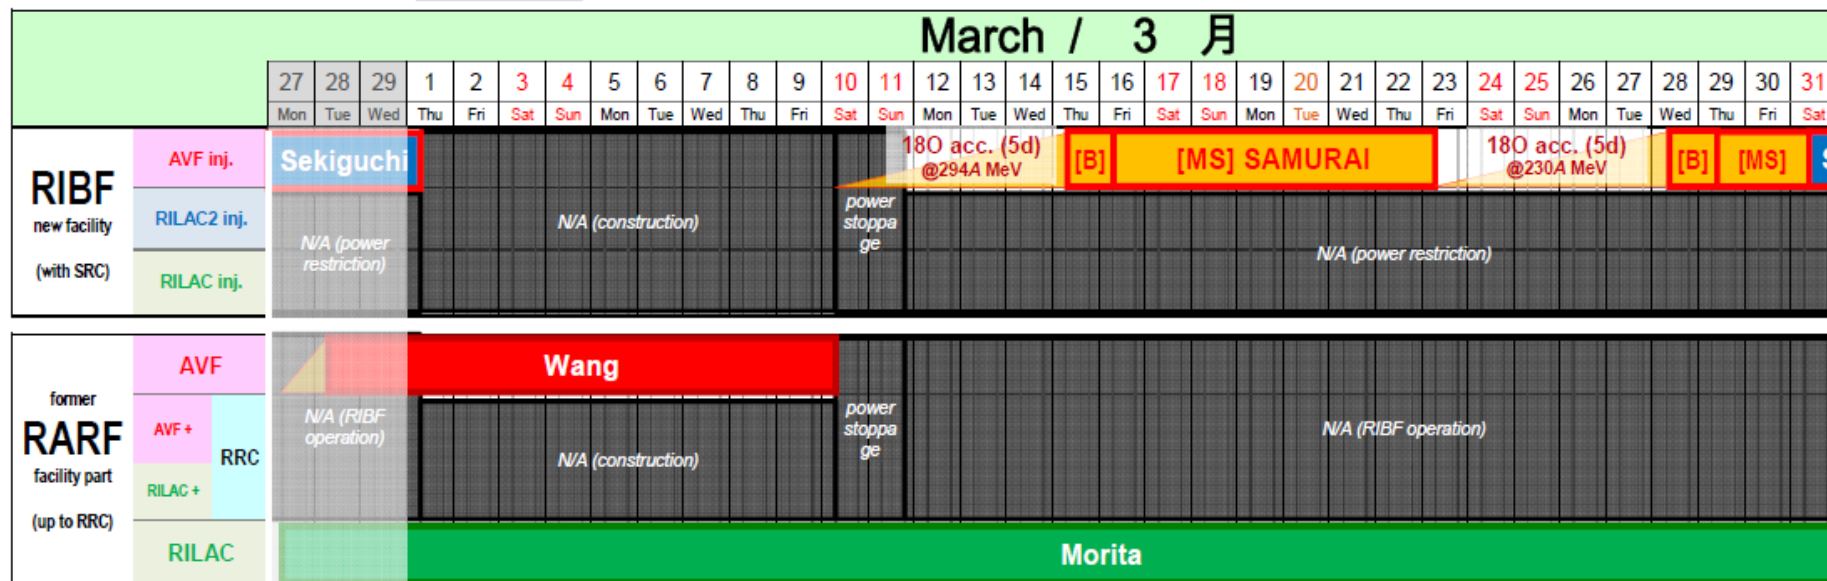 March / 3 月
27 28 29 1 2 3 4 5 6 7 8 9 10 11 12 13 14 15 16 17 18 19 20 21 22 23 24 25 26 27 28 29 30 31
Mon Tue Wed Thu Fri Sat Sun Mon Tue Wed Thu Fri Sat Sun Mon Tue Wed Thu Fri Sat Sun Mon Tue Wed Thu Fri Sat Sun Mon Tue Wed Thu Fri Sat
RIBF
new facility
(with SRC)
AVF inj.
RILAC2 inj.
RILAC inj.
Sekiguchi
18O acc. (5d)
@294A MeV
[B]
[MS] SAMURAI
18O acc. (5d)
@230A MeV
[B]
[MS]
S
N/A (power
restriction)
N/A (construction)
power
stoppa
ge
N/A (power restriction)
former
RARF
facility part
(up to RRC)
AVF
AVF +
RILAC +
RRC
RILAC
Wang
N/A (RIBF
operation)
N/A (construction)
power
stoppa
ge
N/A (RIBF operation)
Morita